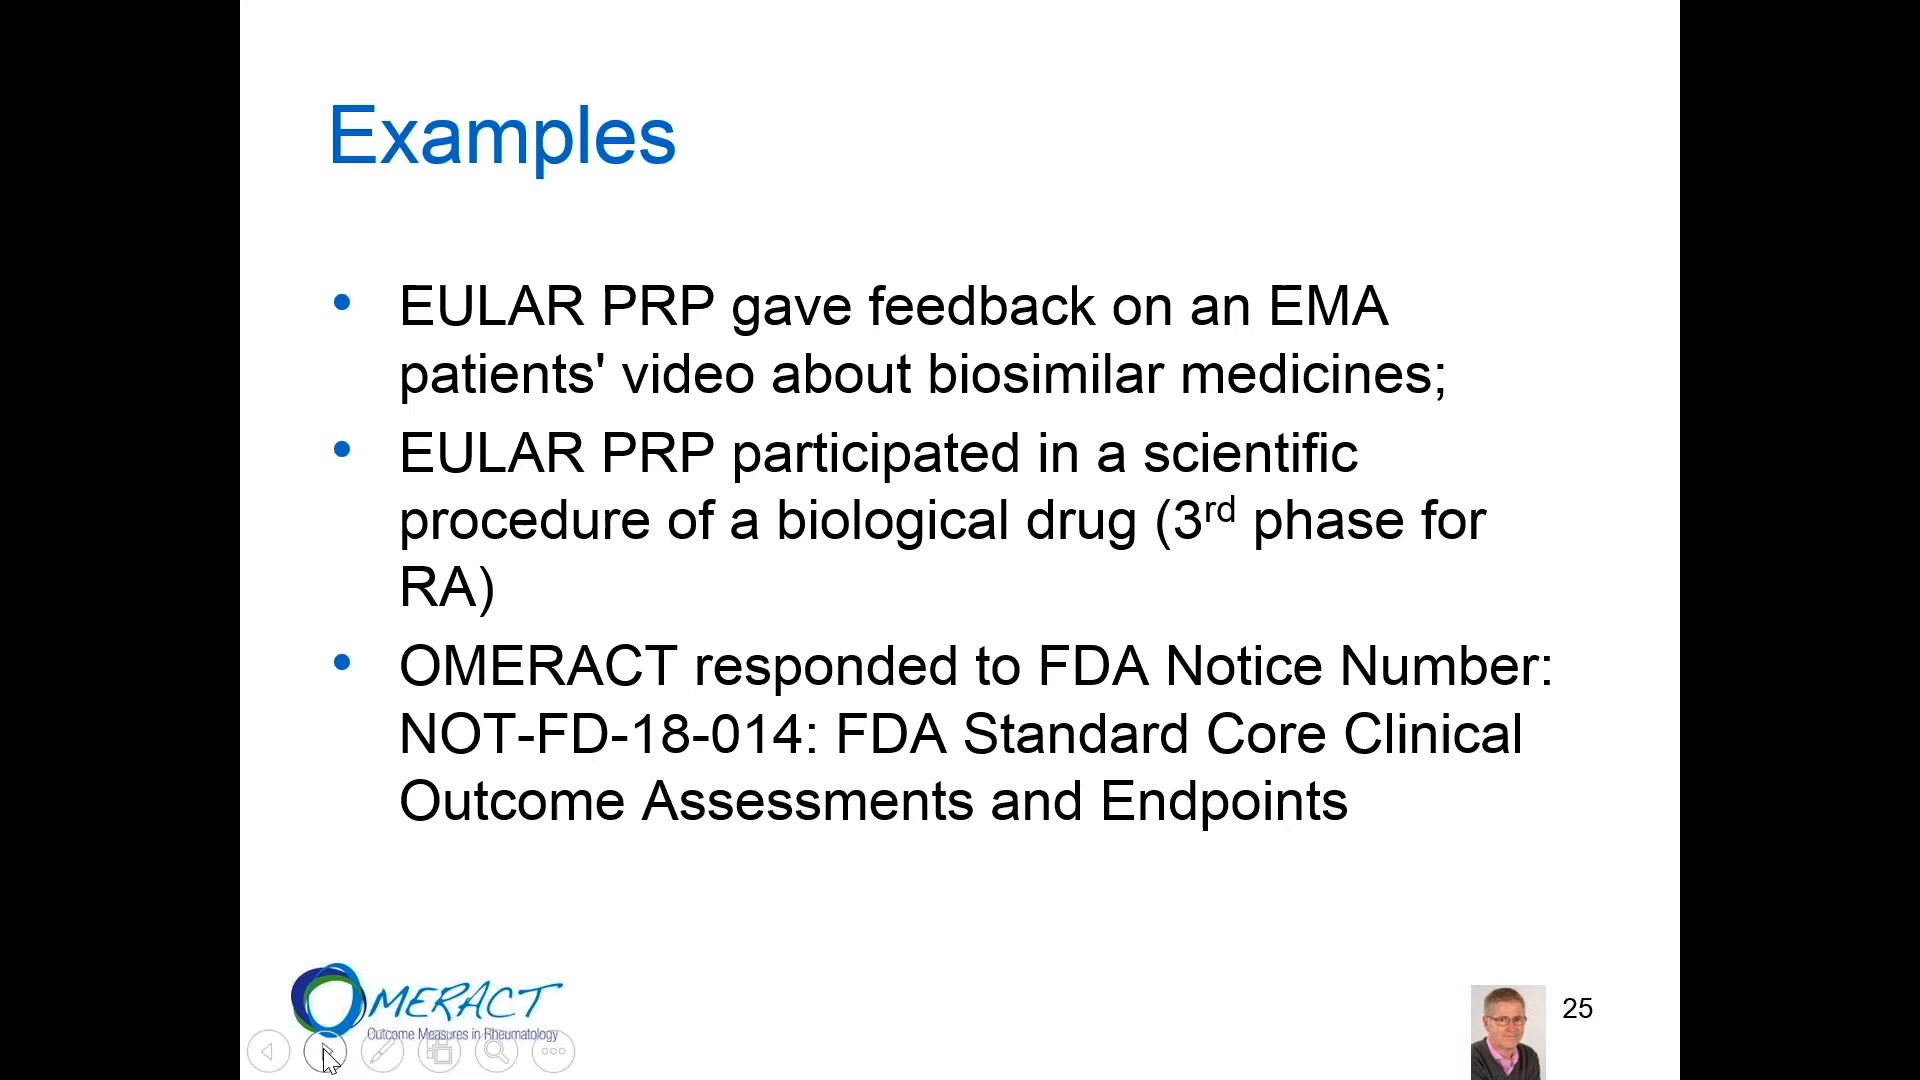 Examples
• EULAR PRP gave feedback on an EMA
patients' video about biosimilar medicines;
• EULAR PRP participated in a scientific
procedure of a biological drug (3rd phase for
RA)
• OMERACT responded to FDA Notice Number:
NOT-FD-18-014: FDA Standard Core Clinical
Outcome Assessments and Endpoints
OMERACT
Outcome Measures in Rheumatology
25